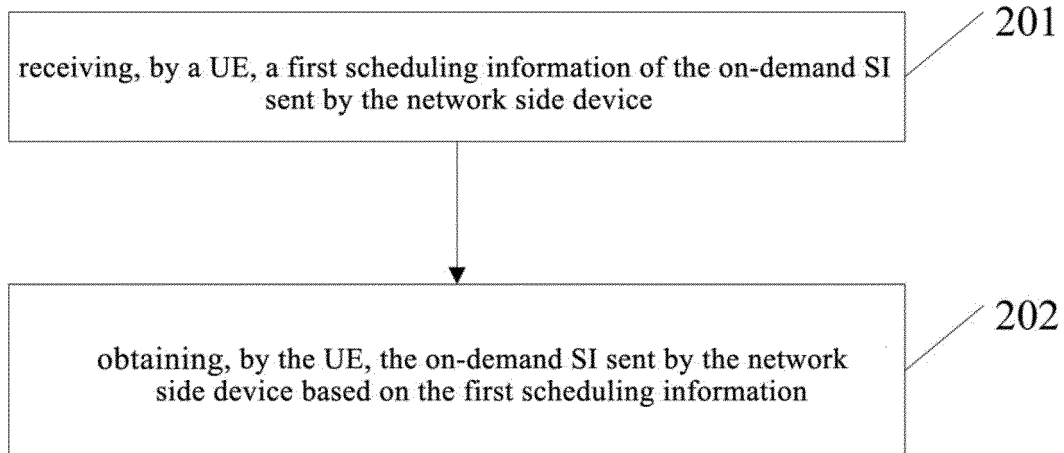 201
receiving, by a UE, a first scheduling information of the on-demand SI
sent by the network side device
202
obtaining, by the UE, the on-demand SI sent by the network
side device based on the first scheduling information